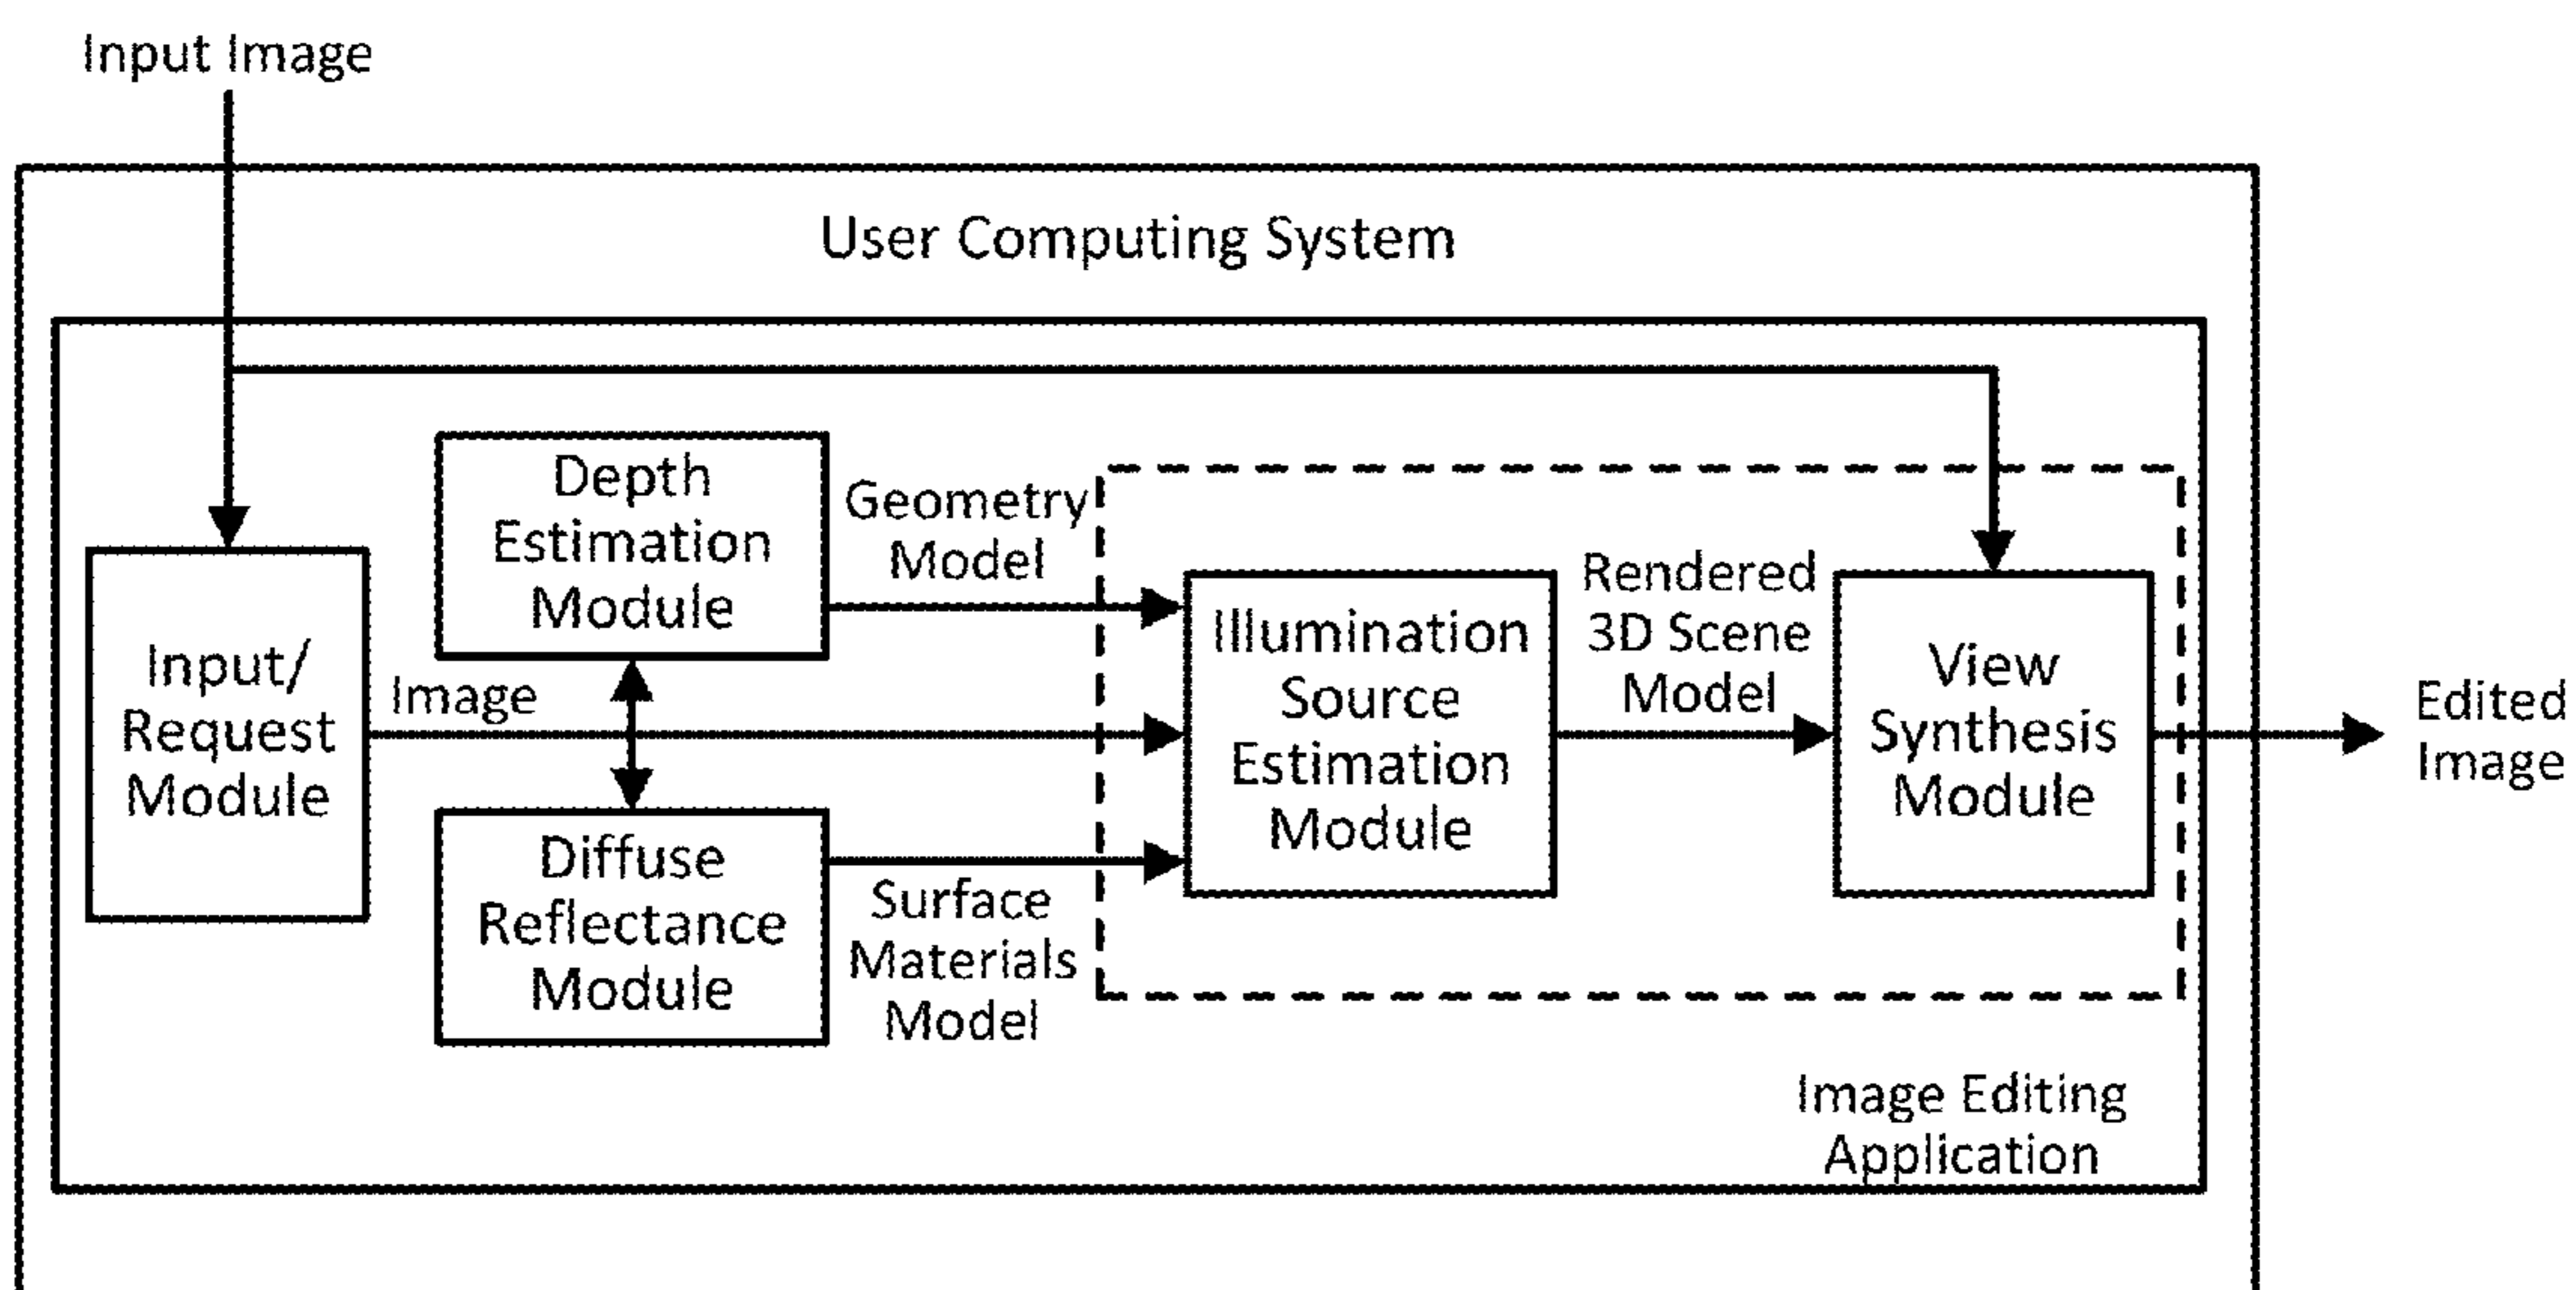 Input Image
User Computing System
Input/
Request
Module
Image
Depth
Estimation
Module
Geometry
Model
Diffuse
Reflectance
Module
Surface
Materials
Model
Illumination
Source
Estimation
Module
Rendered
3D Scene
Model
View
Synthesis
Module
Edited
Image
Image Editing
Application